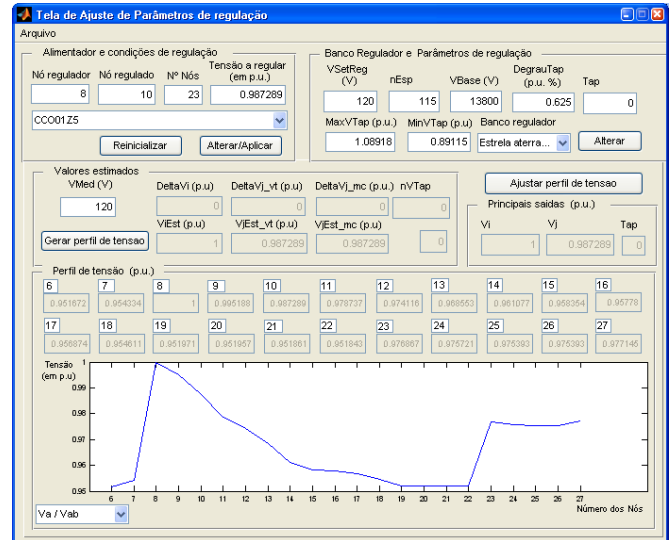 Tela de Ajuste de Parâmetros de regulação
Arquivo
Alimentador e condições de regulação
Nó regulador Nó regulado Nº Nós Tensão a regular (em p.u.)
8 10 23 0.987289
CCO01Z5
Reinicializar Alterar/Aplicar
Banco Regulador e Parâmetros de regulação
VSetReg (V) nEsp VBase (V) DegrauTap (p.u. %) Tap
120 115 13800 0.625 0
MaxVTap (p.u) MinVTap (p.u) Banco regulador
1.08918 0.89115 Estrela aterra... Alterar
Valores estimados
VMed (V) DeltaVi (p.u) DeltaVj_vt (p.u) DeltaVj_mc (p.u.) nVTap
120 0 0 0 0
ViEst (p.u) VjEst_vt (p.u) VjEst_mc (p.u)
Gerar perfil de tensao 1 0.987289 0.987289 0
Ajustar perfil de tensao
Principais saidas (p.u.)
Vi Vj Tap
1 0.987289 0
Perfil de tensão (p.u.)
6 7 8 9 10 11 12 13 14 15 16
0.951672 0.954334 1 0.995188 0.987289 0.978737 0.974116 0.968553 0.961077 0.958354 0.95778
17 18 19 20 21 22 23 24 25 26 27
0.956874 0.954611 0.951971 0.951957 0.951861 0.951843 0.976867 0.975721 0.975393 0.975393 0.977146
Tensão (em p.u)
1
0.99
0.98
0.97
0.96
0.95
6 7 8 9 10 11 12 13 14 15 16 17 18 19 20 21 22 23 24 25 26 27
Número dos Nós
Va / Vab